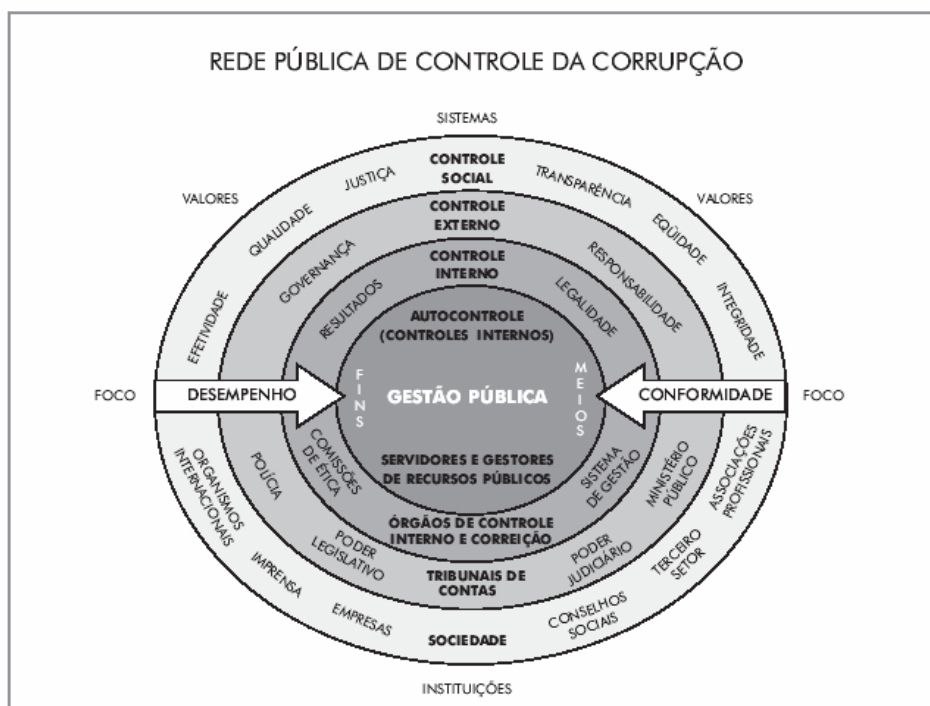 REDE PÚBLICA DE CONTROLE DA CORRUPÇÃO
SISTEMAS
VALORES
VALORES
CONTROLE
SOCIAL
JUSTIÇA
QUALIDADE
EFETIVIDADE
TRANSPARÊNCIA
EQÜIDADE
INTEGRIDADE
CONTROLE
EXTERNO
GOVERNANÇA
RESPONSABILIDADE
CONTROLE
INTERNO
RESULTADOS
LEGALIDADE
AUTOCONTROLE
(CONTROLES INTERNOS)
FOCO
DESEMPENHO
FINS
GESTÃO PÚBLICA
MEIOS
CONFORMIDADE
FOCO
SERVIDORES E GESTORES
DE RECURSOS PÚBLICOS
COMISSÕES
DE ÉTICA
SISTEMA
DE GESTÃO
ÓRGÃOS DE CONTROLE
INTERNO E CORREIÇÃO
POLÍCIA
PODER
LEGISLATIVO
TRIBUNAIS DE
CONTAS
PODER
JUDICIÁRIO
MINISTÉRIO
PÚBLICO
ORGANISMOS
INTERNACIONAIS
IMPRENSA
EMPRESAS
SOCIEDADE
CONSELHOS
SOCIAIS
TERCEIRO
SETOR
ASSOCIAÇÕES
PROFISSIONAIS
INSTITUIÇÕES